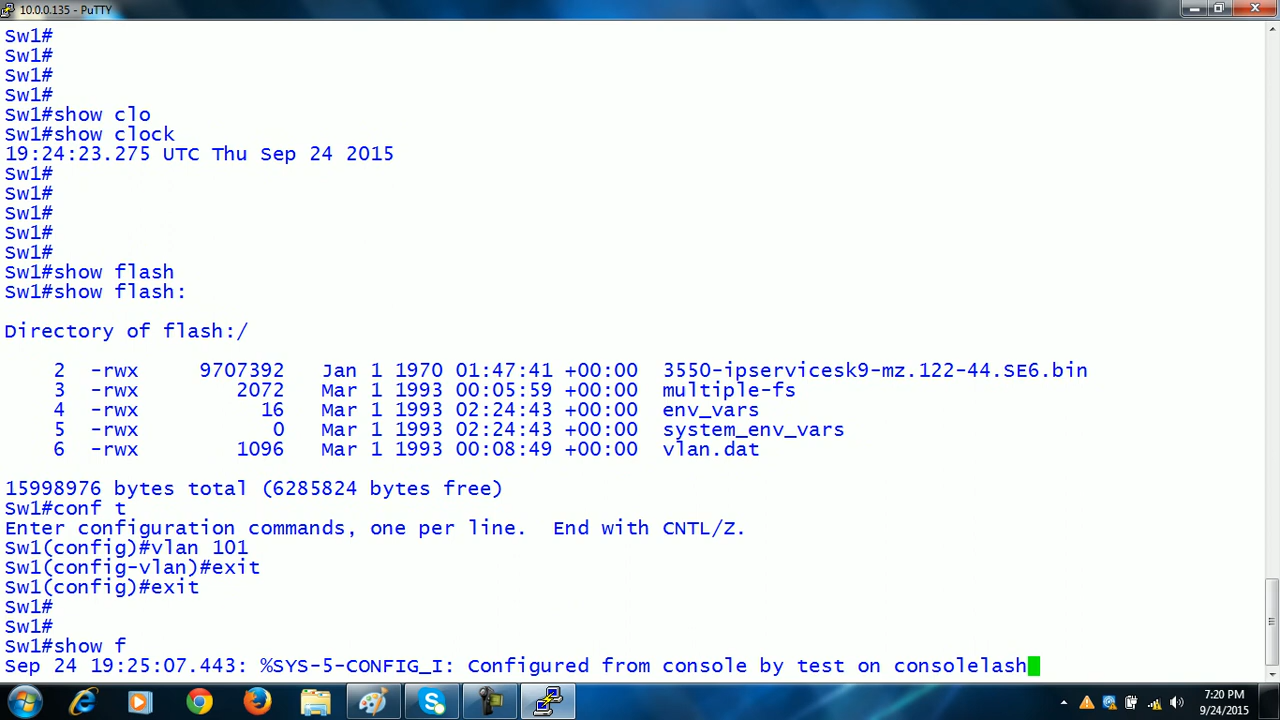 10.0.0.135 - PuTTY
Sw1#
Sw1#
Sw1#
Sw1#
Sw1#show clo
Sw1#show clock
19:24:23.275 UTC Thu Sep 24 2015
Sw1#
Sw1#
Sw1#
Sw1#
Sw1#
Sw1#show flash
Sw1#show flash:
Directory of flash:/
2  -rwx     9707392   Jan 1 1970 01:47:41 +00:00  3550-ipservicesk9-mz.122-44.SE6.bin
3  -rwx        2072   Mar 1 1993 00:05:59 +00:00  multiple-fs
4  -rwx          16   Mar 1 1993 02:24:43 +00:00  env_vars
5  -rwx           0   Mar 1 1993 02:24:43 +00:00  system_env_vars
6  -rwx        1096   Mar 1 1993 00:08:49 +00:00  vlan.dat
15998976 bytes total (6285824 bytes free)
Sw1#conf t
Enter configuration commands, one per line.  End with CNTL/Z.
Sw1(config)#vlan 101
Sw1(config-vlan)#exit
Sw1(config)#exit
Sw1#
Sw1#
Sw1#show f
Sep 24 19:25:07.443: %SYS-5-CONFIG_I: Configured from console by test on consolelash
7:20 PM
9/24/2015